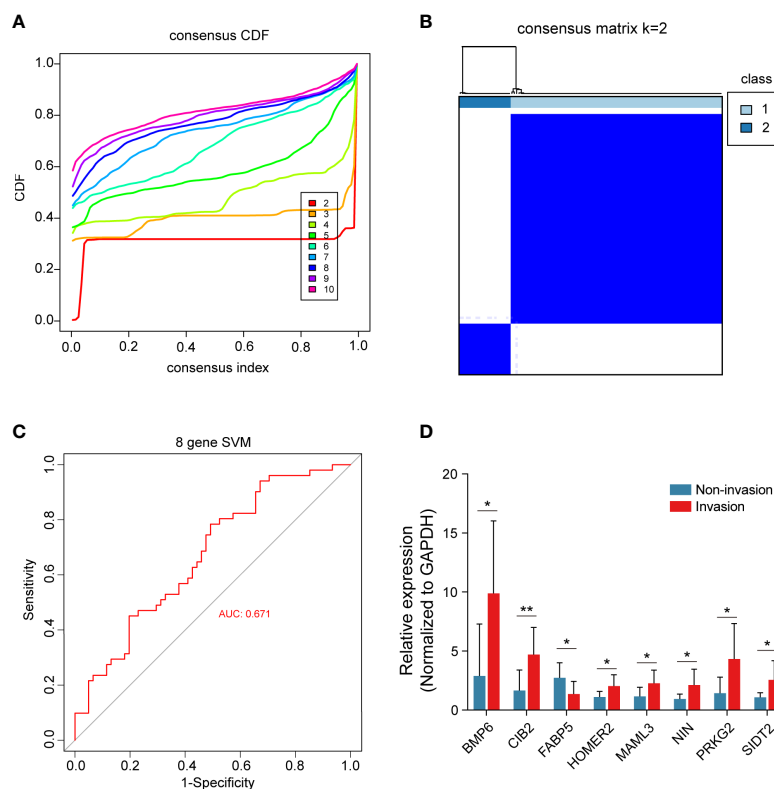 A
consensus CDF
CDF
1.0
0.8
0.6
0.4
0.2
0.0
2
3
4
5
6
7
8
9
10
0.0 0.2 0.4 0.6 0.8 1.0
consensus index
B
consensus matrix k=2
class
1
2
C
8 gene SVM
Sensitivity
1.0
0.8
0.6
0.4
0.2
0.0
AUC: 0.671
0.0 0.2 0.4 0.6 0.8 1.0
1-Specificity
D
Relative expression
(Normalized to GAPDH)
20
15
10
5
0
Non-invasion
Invasion
* ** * * * * * *
BMP6 CIB2 FABP5 HOMER2 MAML3 NIN PRKG2 SIDT2